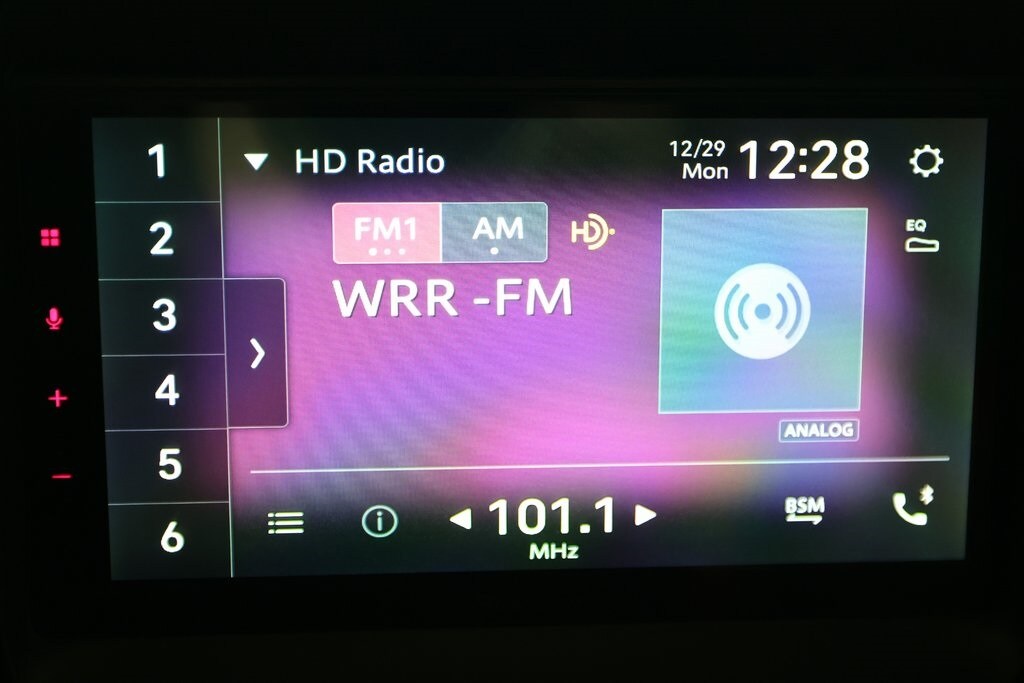 1
2
3
4
5
6
HD Radio
12/29
Mon
12:28
FM1
AM
HD
EQ
WRR -FM
ANALOG
101.1
MHz
BSM